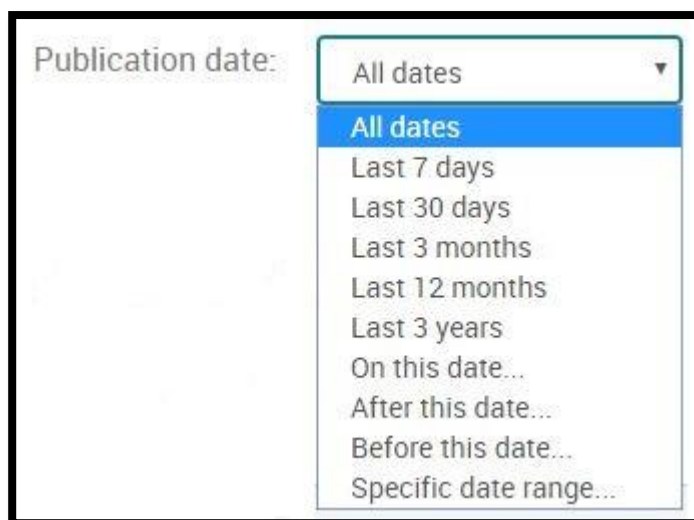 Publication date:
All dates
All dates
Last 7 days
Last 30 days
Last 3 months
Last 12 months
Last 3 years
On this date...
After this date...
Before this date...
Specific date range...